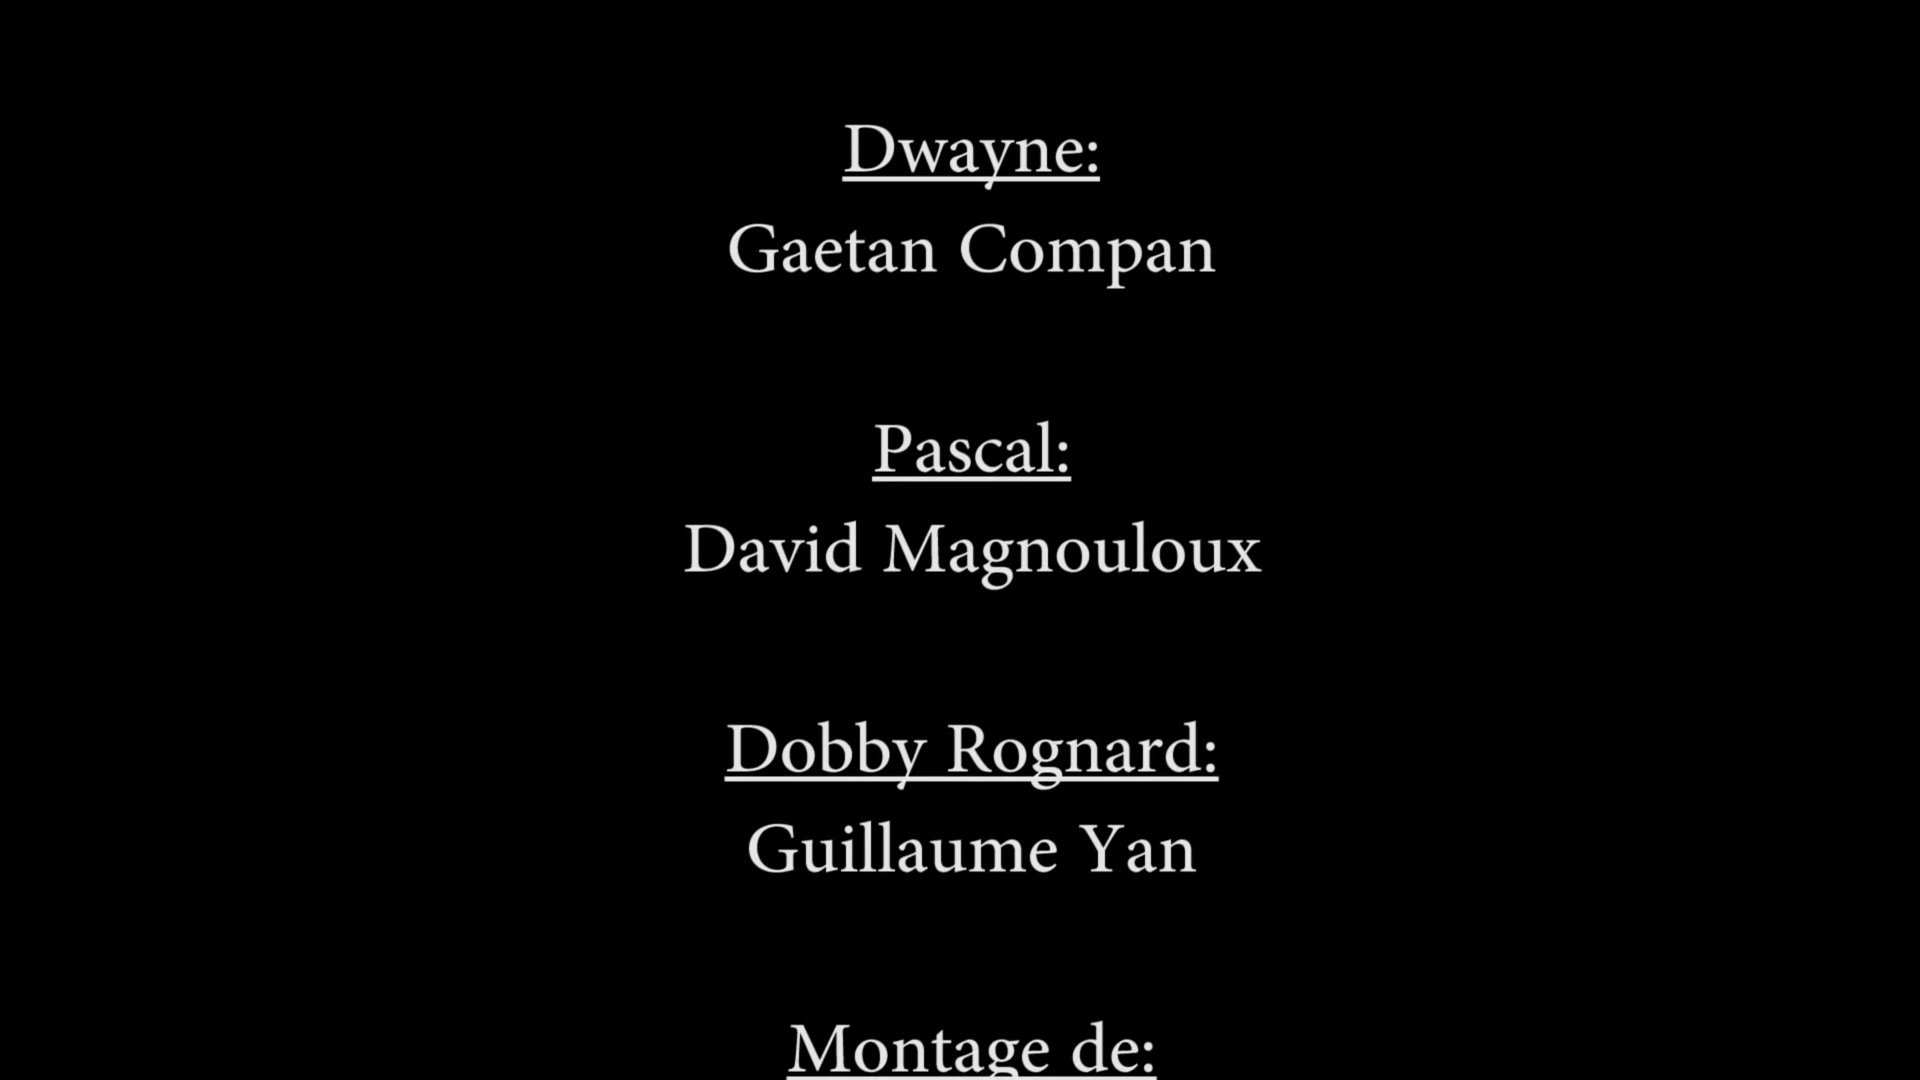 Dwayne:
Gaetan Compan
Pascal:
David Magnouloux
Dobby Rognard:
Guillaume Yan
Montage de: